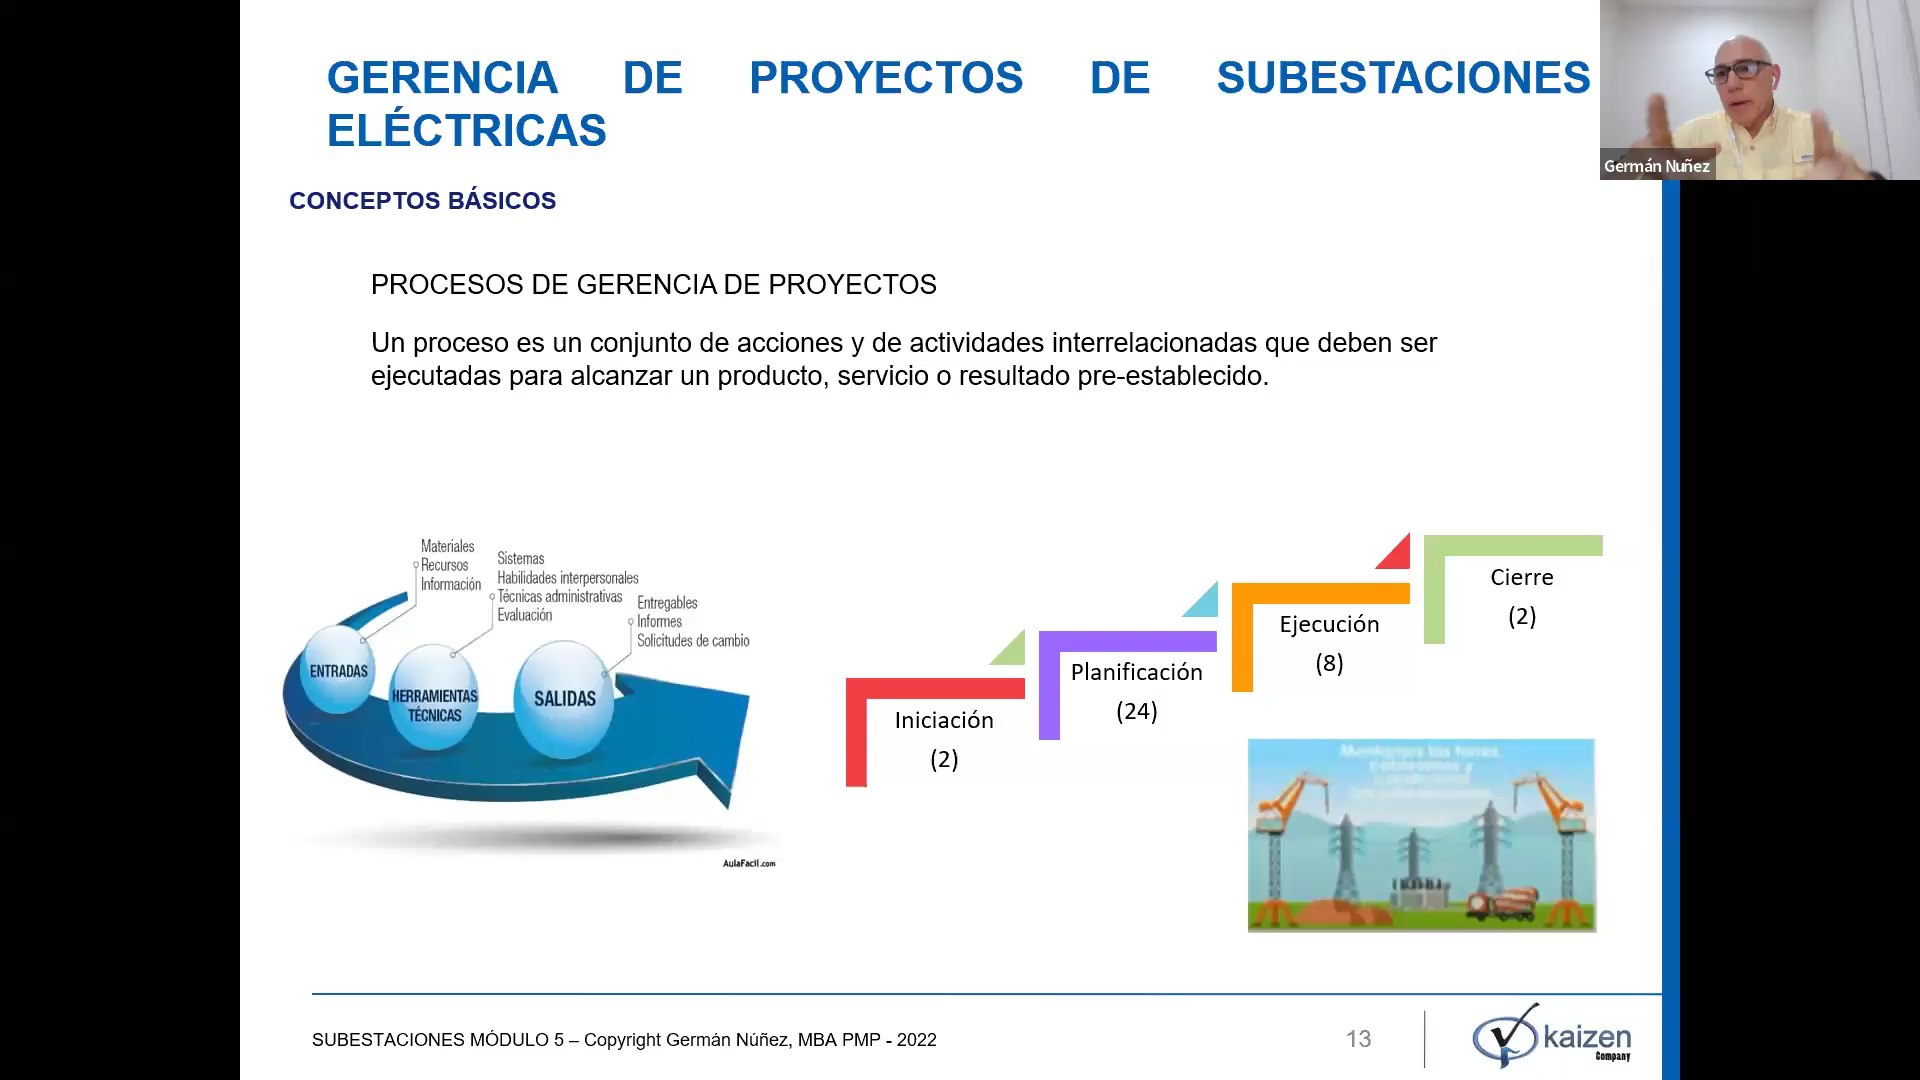 GERENCIA DE PROYECTOS DE SUBESTACIONES
ELÉCTRICAS
Germán Nuñez
CONCEPTOS BÁSICOS
PROCESOS DE GERENCIA DE PROYECTOS
Un proceso es un conjunto de acciones y de actividades interrelacionadas que deben ser
ejecutadas para alcanzar un producto, servicio o resultado pre-establecido.
Materiales
Recursos
Información
Sistemas
Habilidades interpersonales
Técnicas administrativas
Evaluación
Entregables
Informes
Solicitudes de cambio
ENTRADAS
HERRAMIENTAS
TÉCNICAS
SALIDAS
AulaFacil.com
Iniciación
(2)
Planificación
(24)
Ejecución
(8)
Cierre
(2)
SUBESTACIONES MÓDULO 5 – Copyright Germán Núñez, MBA PMP - 2022
13
kaizen
Company